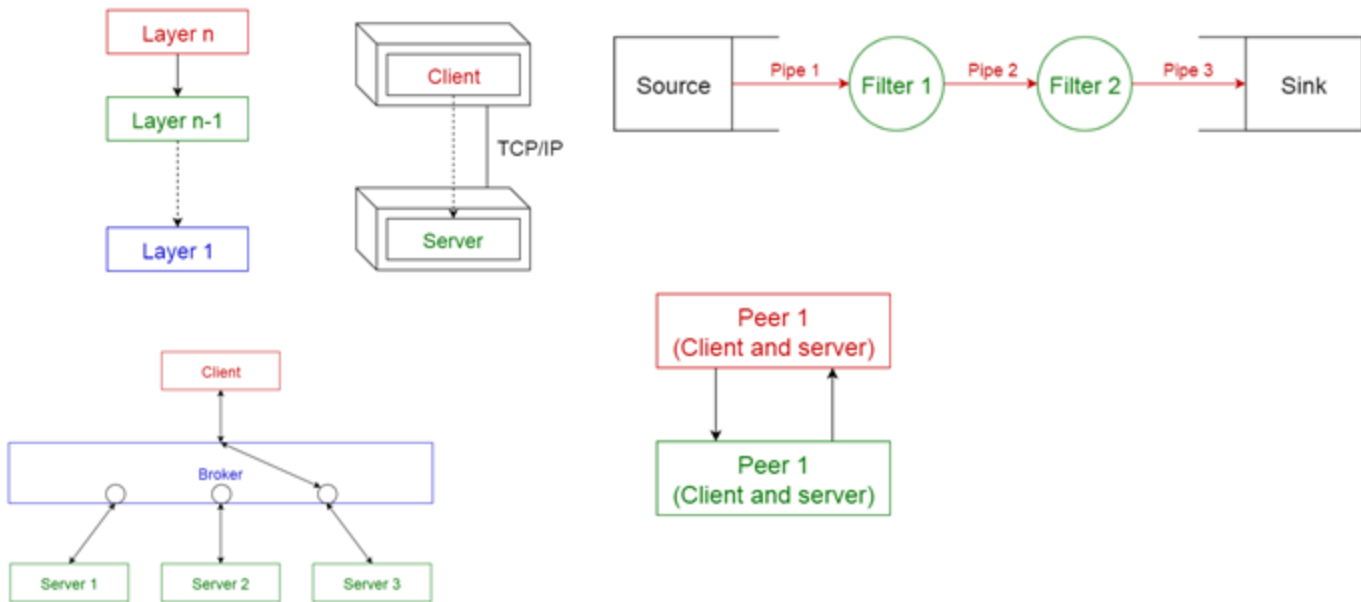 Layer n
Layer n-1
Layer 1
Client
TCP/IP
Server
Source
Pipe 1
Filter 1
Pipe 2
Filter 2
Pipe 3
Sink
Client
Broker
Server 1
Server 2
Server 3
Peer 1
(Client and server)
Peer 1
(Client and server)